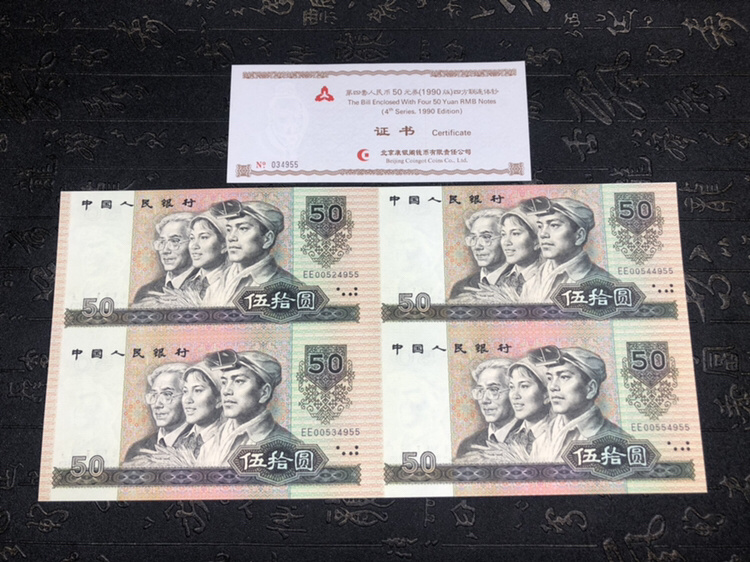 第四套人民币50元券(1990版)四方联连体钞
The Bill Enclosed With Four 50 Yuan RMB Notes
(4th Series, 1990 Edition)
证书 Certificate
北京康银阁钱币有限责任公司
Beijing Coingot Coins Co., Ltd.
№ 034955
中国人民银行
50
EE00524955
50
伍拾圆
中国人民银行
50
EE00544955
50
伍拾圆
中国人民银行
50
EE00534955
50
伍拾圆
中国人民银行
50
EE00554955
50
伍拾圆